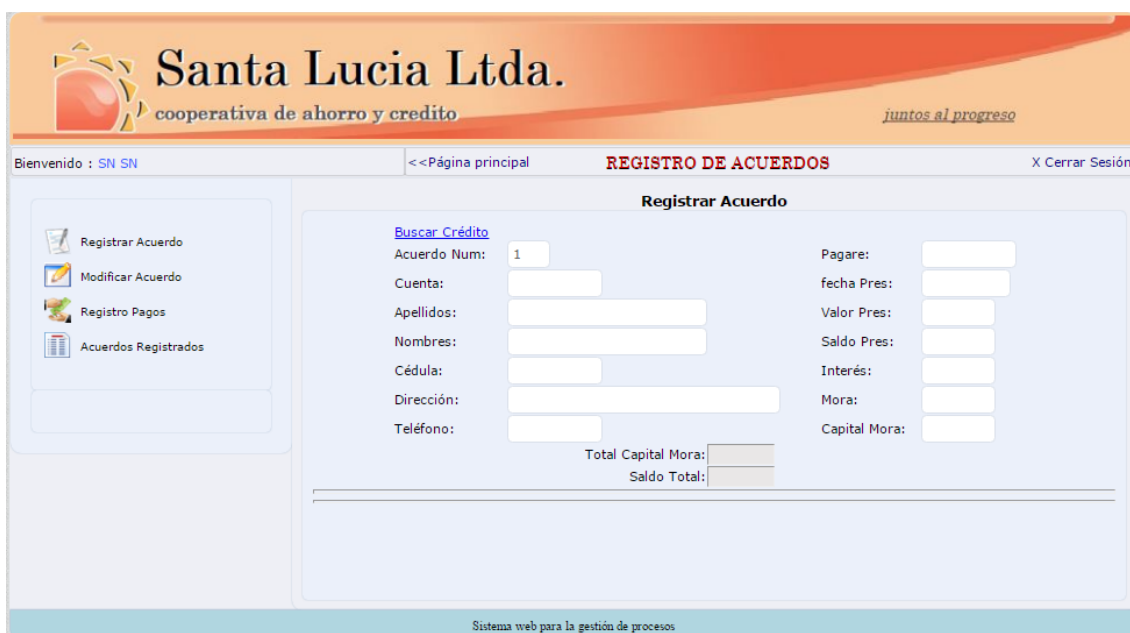 Santa Lucia Ltda.
cooperativa de ahorro y credito
juntos al progreso
Bienvenido : SN SN
<<Página principal
REGISTRO DE ACUERDOS
X Cerrar Sesión
Registrar Acuerdo
Modificar Acuerdo
Registro Pagos
Acuerdos Registrados
Registrar Acuerdo
Buscar Crédito
Acuerdo Num: 1 Pagare:
Cuenta: fecha Pres:
Apellidos: Valor Pres:
Nombres: Saldo Pres:
Cédula: Interés:
Dirección: Mora:
Teléfono: Capital Mora:
Total Capital Mora:
Saldo Total:
Sistema web para la gestión de procesos